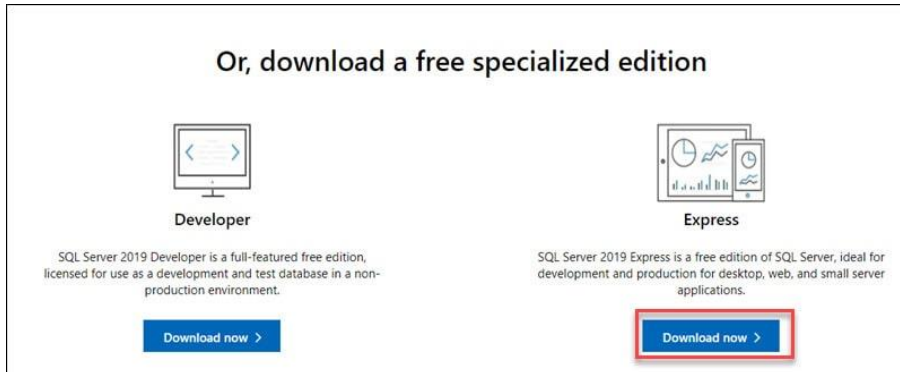 Or, download a free specialized edition
Developer
SQL Server 2019 Developer is a full-featured free edition,
licensed for use as a development and test database in a non-
production environment.
Download now >
Express
SQL Server 2019 Express is a free edition of SQL Server, ideal for
development and production for desktop, web, and small server
applications.
Download now >